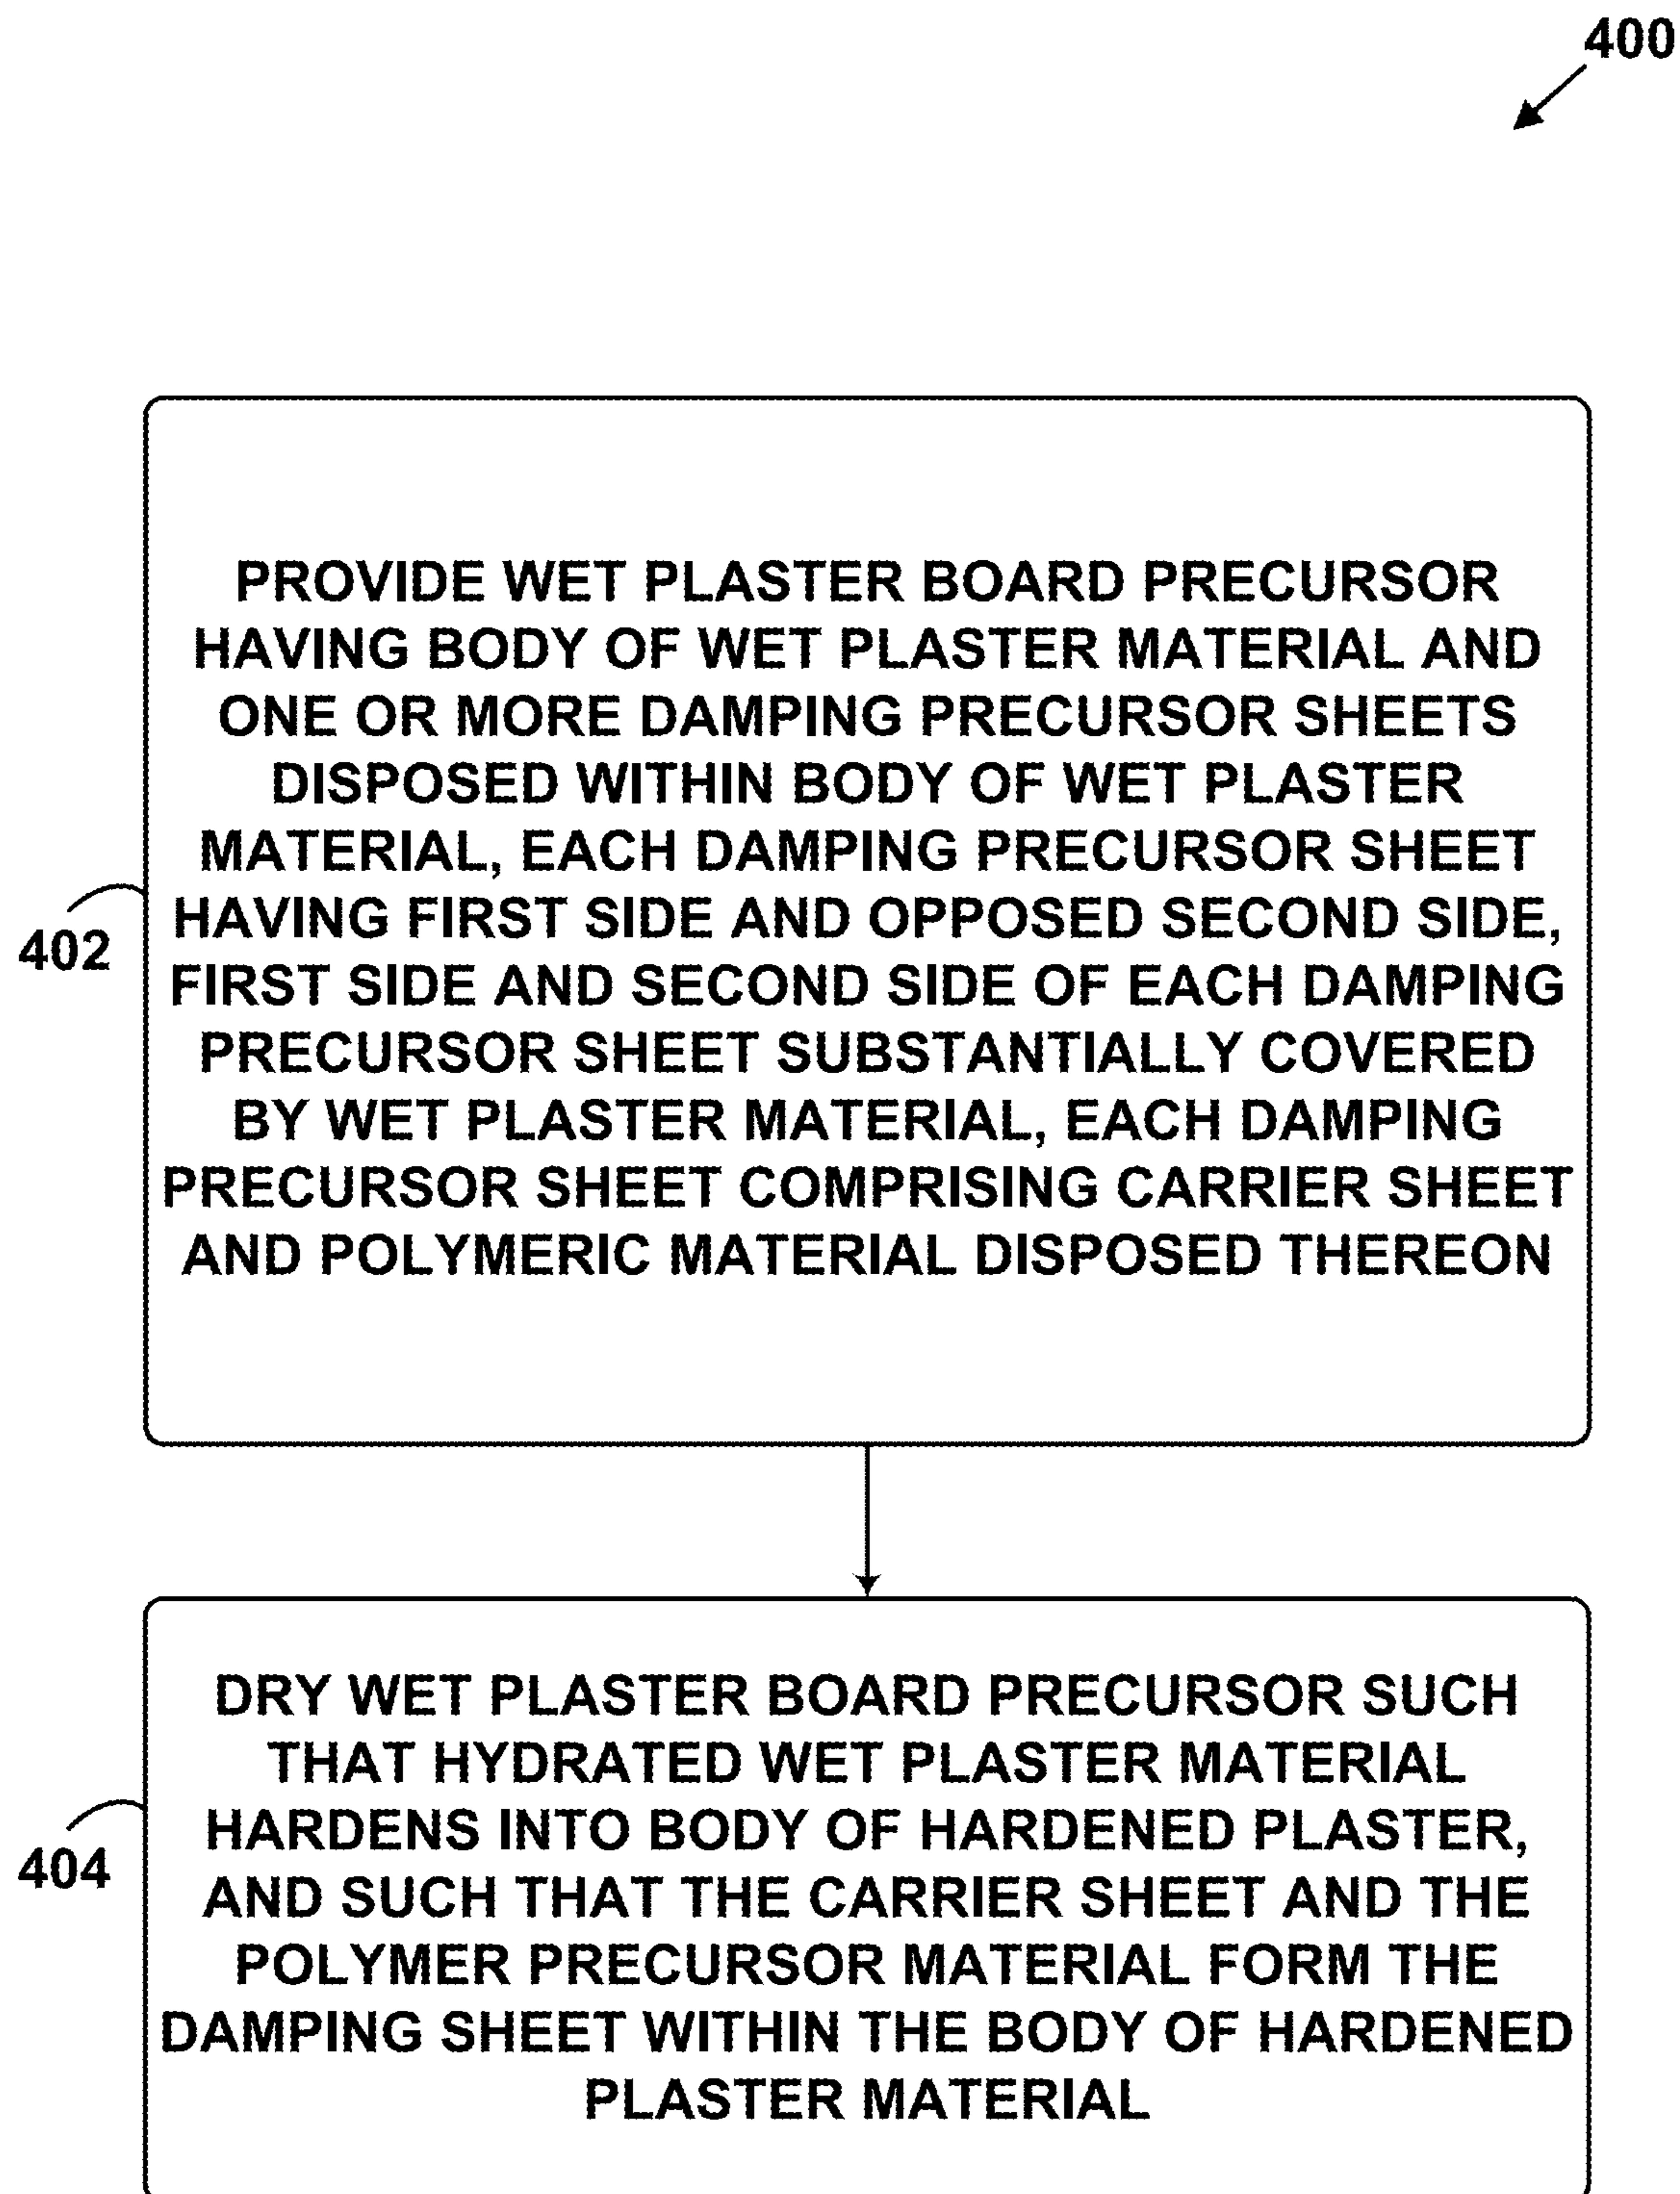 400
PROVIDE WET PLASTER BOARD PRECURSOR
HAVING BODY OF WET PLASTER MATERIAL AND
ONE OR MORE DAMPING PRECURSOR SHEETS
DISPOSED WITHIN BODY OF WET PLASTER
MATERIAL, EACH DAMPING PRECURSOR SHEET
HAVING FIRST SIDE AND OPPOSED SECOND SIDE,
FIRST SIDE AND SECOND SIDE OF EACH DAMPING
PRECURSOR SHEET SUBSTANTIALLY COVERED
BY WET PLASTER MATERIAL, EACH DAMPING
PRECURSOR SHEET COMPRISING CARRIER SHEET
AND POLYMERIC MATERIAL DISPOSED THEREON
402
DRY WET PLASTER BOARD PRECURSOR SUCH
THAT HYDRATED WET PLASTER MATERIAL
HARDENS INTO BODY OF HARDENED PLASTER,
AND SUCH THAT THE CARRIER SHEET AND THE
POLYMER PRECURSOR MATERIAL FORM THE
DAMPING SHEET WITHIN THE BODY OF HARDENED
PLASTER MATERIAL
404